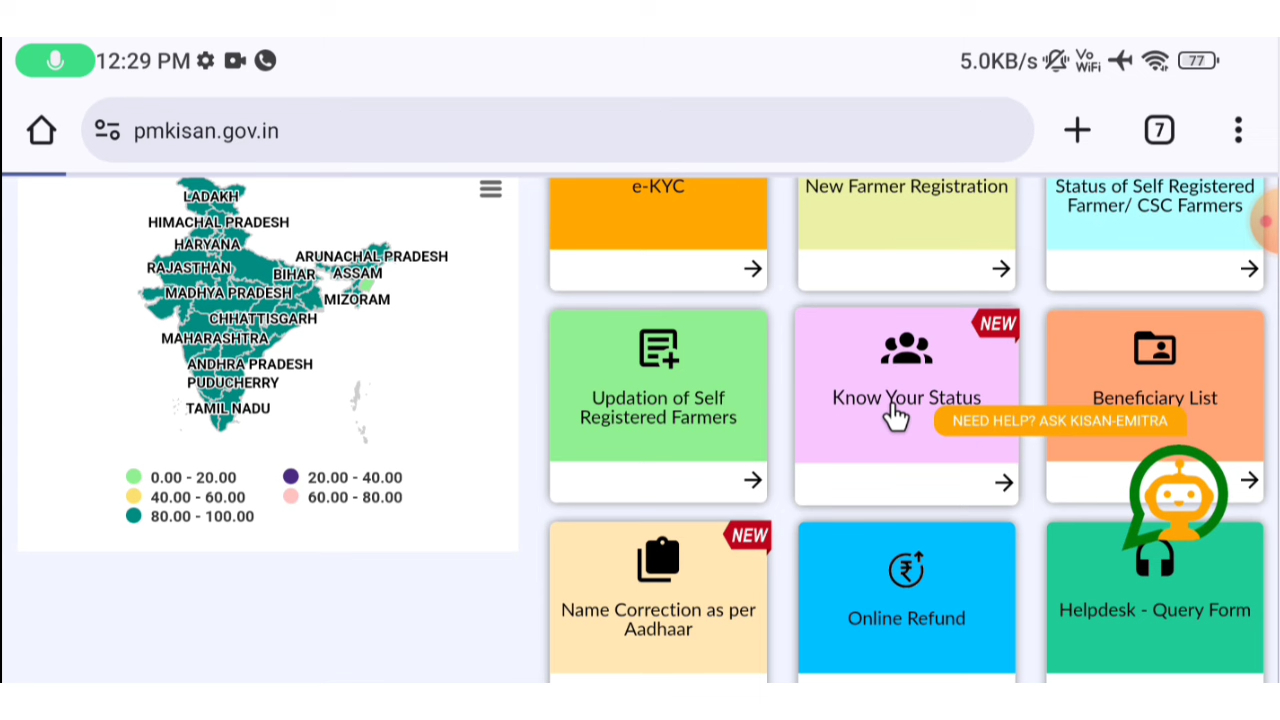 12:29 PM
5.0KB/s Vo WiFi 77
pmkisan.gov.in
7
LADAKH
HIMACHAL PRADESH
HARYANA
ARUNACHAL PRADESH
RAJASTHAN
BIHAR
ASSAM
MADHYA PRADESH
MIZORAM
CHHATTISGARH
MAHARASHTRA
ANDHRA PRADESH
PUDUCHERRY
TAMIL NADU
0.00 - 20.00
20.00 - 40.00
40.00 - 60.00
60.00 - 80.00
80.00 - 100.00
e-KYC
New Farmer Registration
Status of Self Registered
Farmer/ CSC Farmers
Updation of Self
Registered Farmers
NEW
Know Your Status
Beneficiary List
NEED HELP? ASK KISAN-EMITRA
NEW
Name Correction as per
Aadhaar
Online Refund
Helpdesk - Query Form